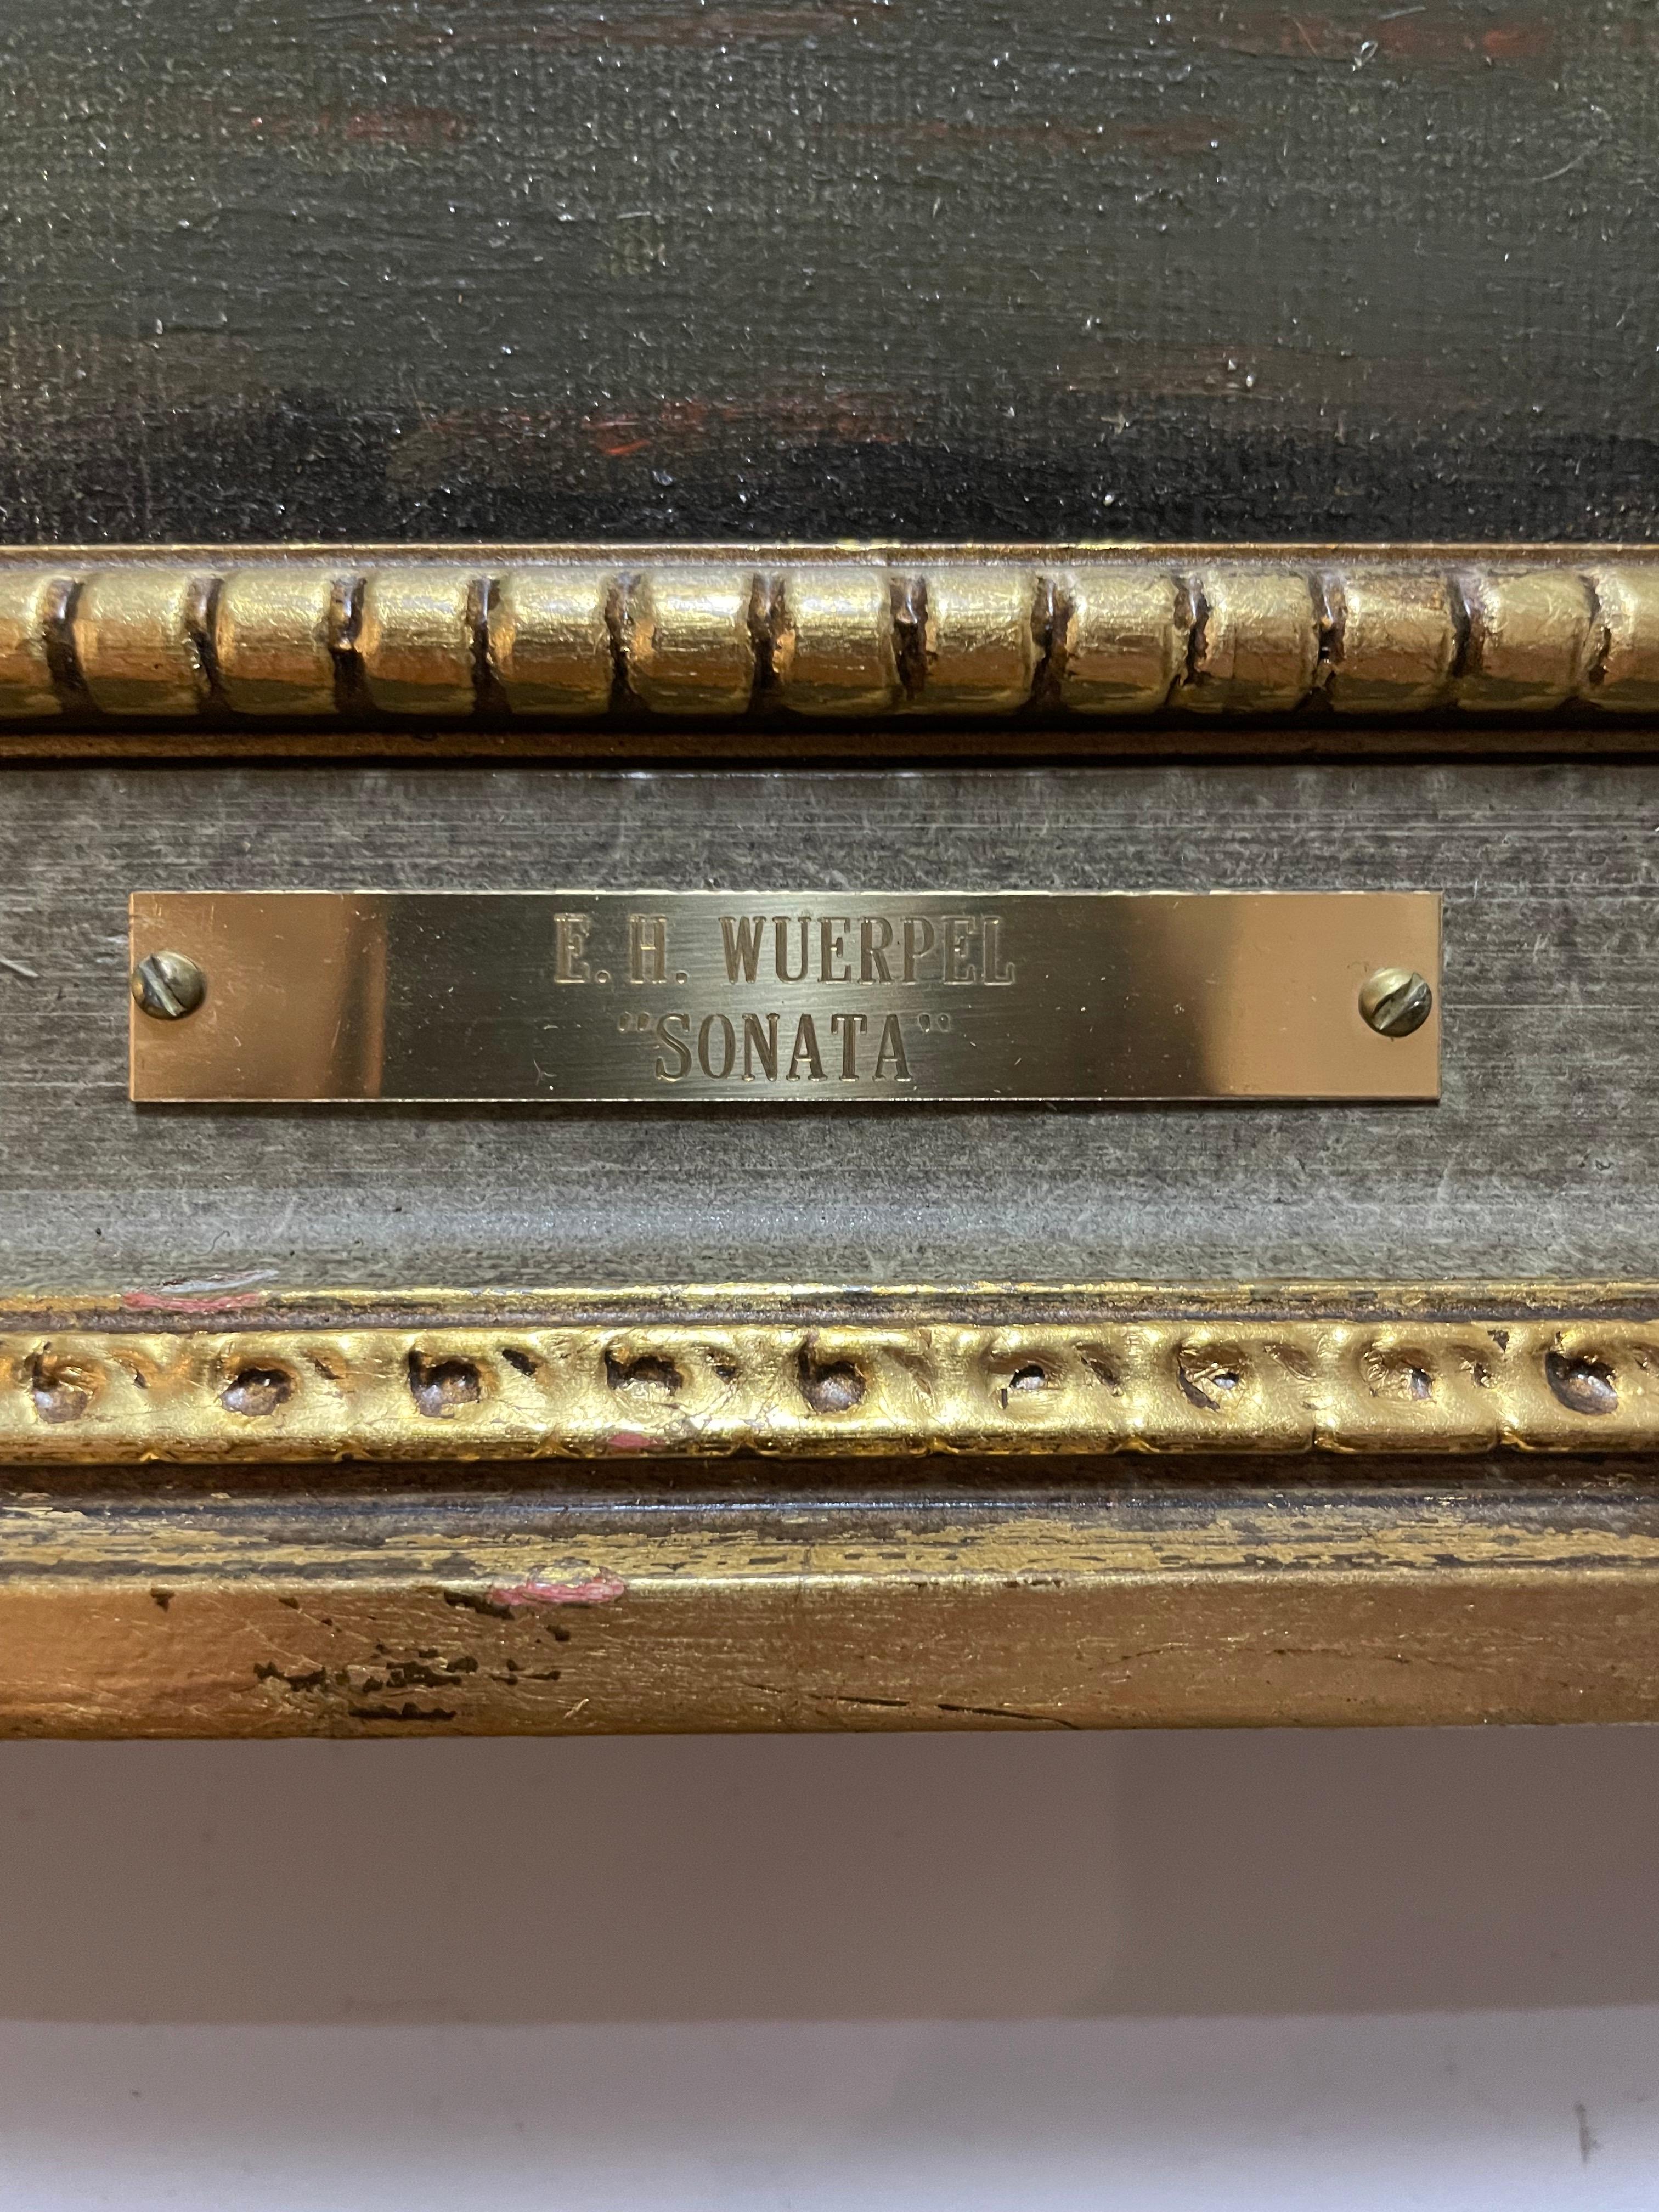 E. H. WUERPEL
"SONATA"